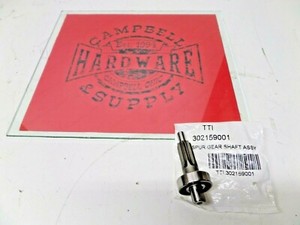 CAMPBELL
HARDWARE
& SUPPLY
TTI
302159001
SPUR GEAR SHAFT ASSY
TTI 302159001